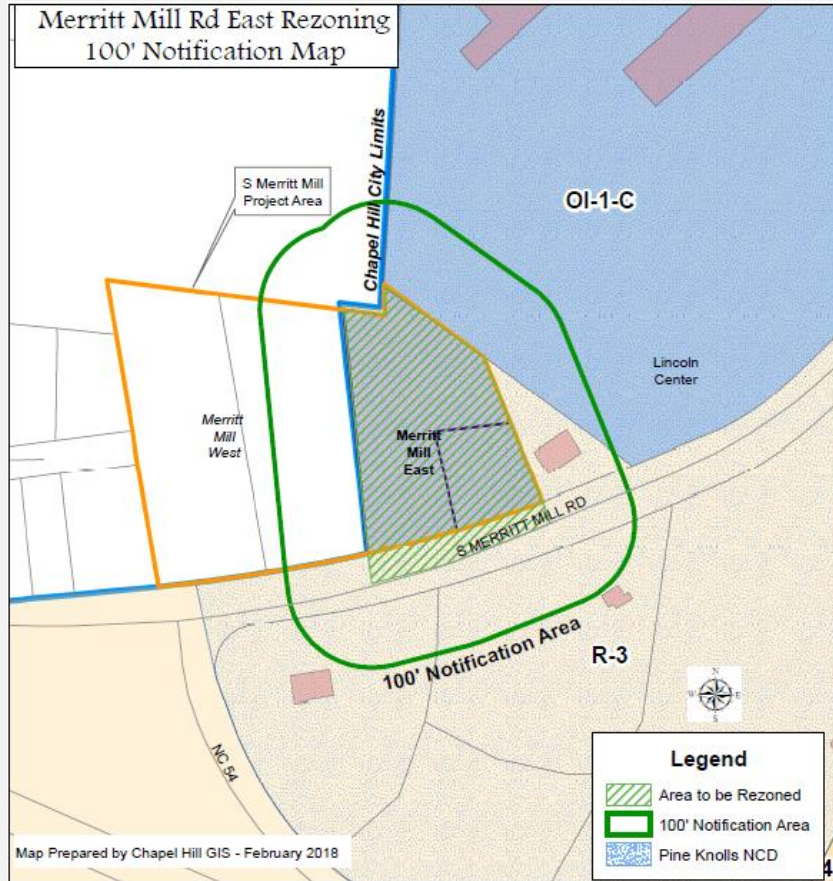 Merritt Mill Rd East Rezoning
100' Notification Map
Chapel Hill City Limits
S Merritt Mill
Project Area
OI-1-C
Lincoln
Center
Merritt
Mill
West
Merritt
Mill
East
S MERRITT MILL RD
100' Notification Area
R-3
N
W
E
S
NC 54
Legend
Area to be Rezoned
100' Notification Area
Pine Knolls NCD
Map Prepared by Chapel Hill GIS - February 2018